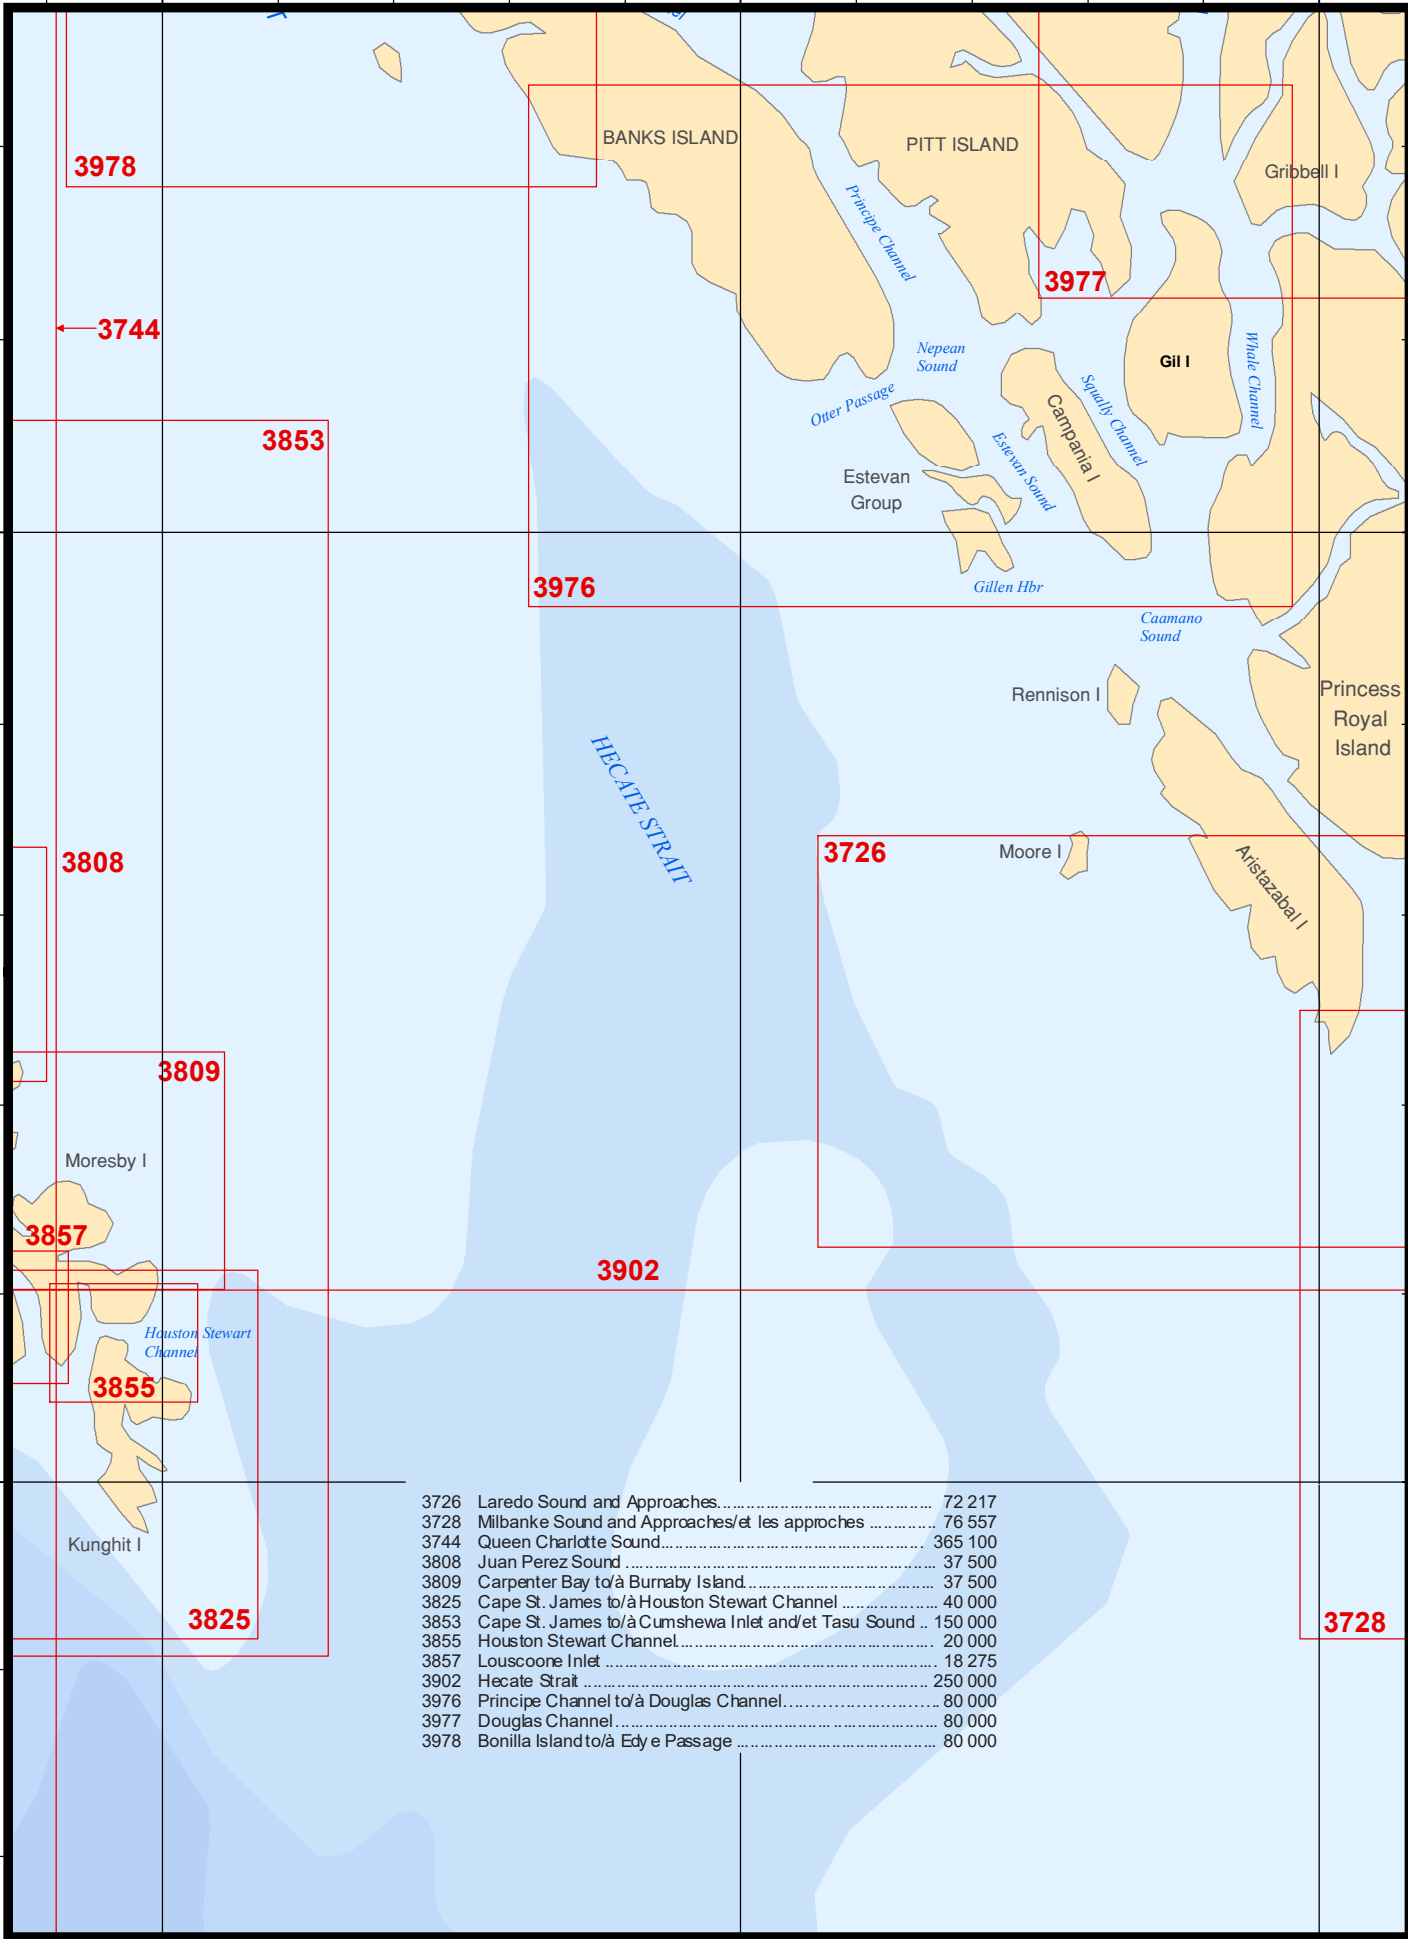 BANKS ISLAND
PITT ISLAND
3978
Gribbell I
Principe Channel
3977
3744
Nepean
Sound
Gil I
Whale Channel
Otter Passage
Squally Channel
Campania I
3853
Estevan Sound
Estevan
Group
3976
Gillen Hbr
Caamano
Sound
Rennison I
Princess
Royal
Island
HECATE STRAIT
3808
3726
Moore I
Aristazabal I
3809
Moresby I
3857
3902
Houston Stewart
Channel
3855
Kunghit I
3825
3728
3726 Laredo Sound and Approaches 72 217
3728 Milbanke Sound and Approaches/et les approches 76 557
3744 Queen Charlotte Sound 365 100
3808 Juan Perez Sound 37 500
3809 Carpenter Bay to/à Burnaby Island 37 500
3825 Cape St. James to/à Houston Stewart Channel 40 000
3853 Cape St. James to/à Cumshewa Inlet and/et Tasu Sound 150 000
3855 Houston Stewart Channel 20 000
3857 Louscoone Inlet 18 275
3902 Hecate Strait 250 000
3976 Principe Channel to/à Douglas Channel 80 000
3977 Douglas Channel 80 000
3978 Bonilla Island to/à Edye Passage 80 000